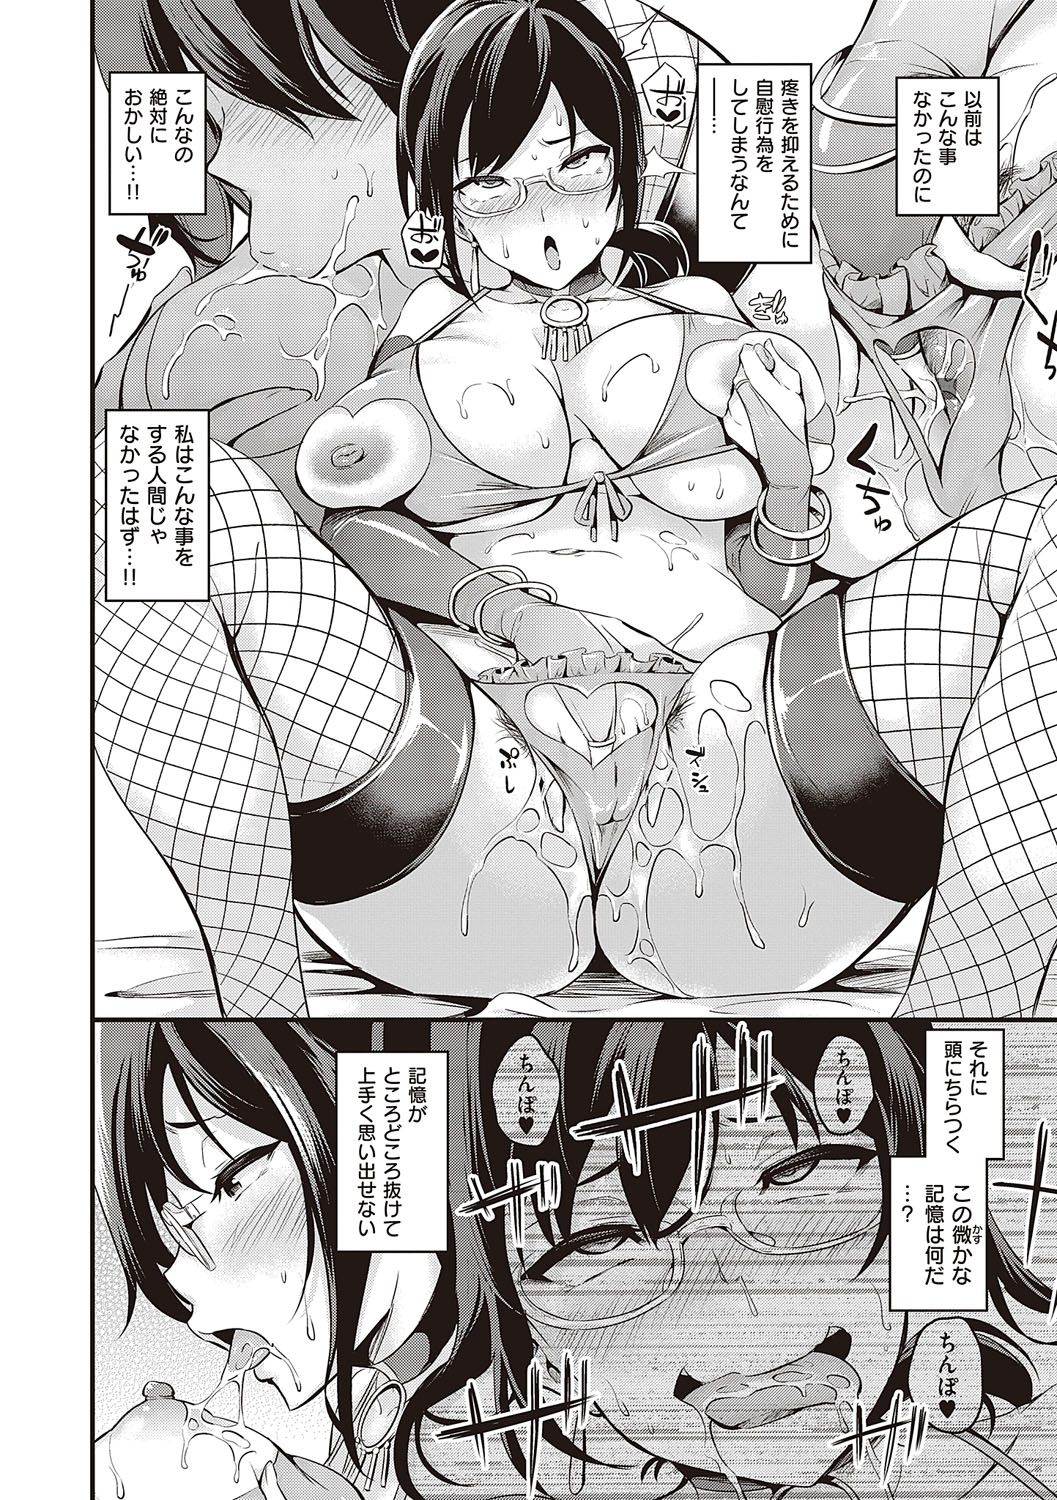 以前は
こんな事
なかったのに
疼きを抑えるために
自慰行為を
してしまうなんて
──…
お♥
お♥
こんなの
絶対に
おかしい…!!
私はこんな事を
する人間じゃ
なかったはず…!!
くちゅ
ぷし
それに
頭にちらつく
この微かな
かす
記憶は何だ
…?
ちんぽ♥
ちんぽ♥
ちんぽ♥
記憶が
ところどころ抜けて
上手く思い出せない